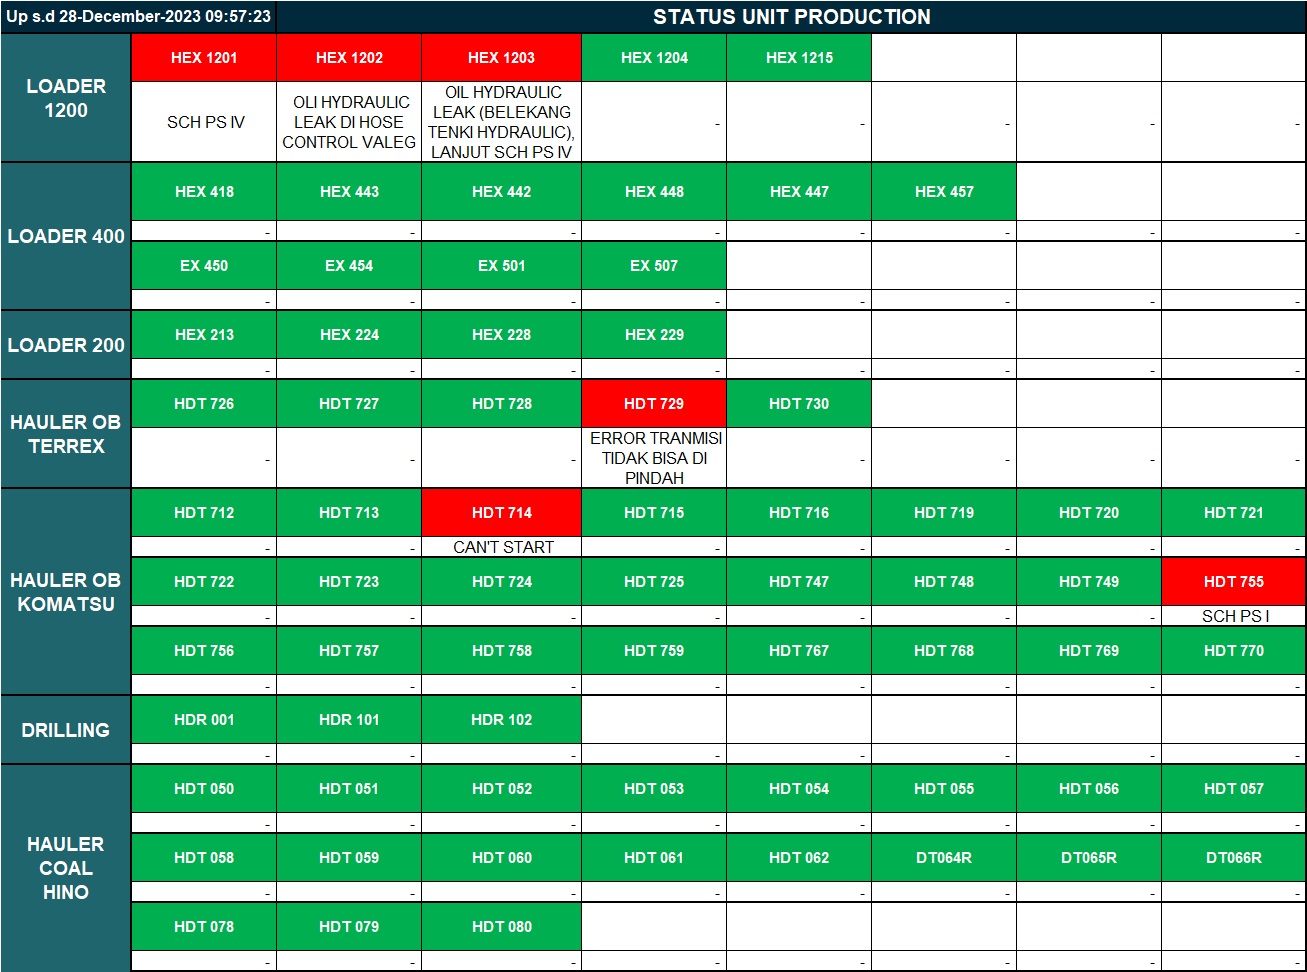 Up s.d 28-December-2023 09:57:23 STATUS UNIT PRODUCTION
LOADER
1200
HEX 1201 HEX 1202 HEX 1203 HEX 1204 HEX 1215
SCH PS IV
OLI HYDRAULIC
LEAK DI HOSE
CONTROL VALEG
OIL HYDRAULIC
LEAK (BELEKANG
TENKI HYDRAULIC),
LANJUT SCH PS IV
- - - - -
LOADER 400
HEX 418 HEX 443 HEX 442 HEX 448 HEX 447 HEX 457
- - - - - - - -
EX 450 EX 454 EX 501 EX 507
- - - - - - - -
LOADER 200
HEX 213 HEX 224 HEX 228 HEX 229
- - - - - - - -
HAULER OB
TERREX
HDT 726 HDT 727 HDT 728 HDT 729 HDT 730
- - -
ERROR TRANMISI
TIDAK BISA DI
PINDAH
- - - -
HAULER OB
KOMATSU
HDT 712 HDT 713 HDT 714 HDT 715 HDT 716 HDT 719 HDT 720 HDT 721
- - CAN'T START - - - - -
HDT 722 HDT 723 HDT 724 HDT 725 HDT 747 HDT 748 HDT 749 HDT 755
- - - - - - - SCH PS I
HDT 756 HDT 757 HDT 758 HDT 759 HDT 767 HDT 768 HDT 769 HDT 770
- - - - - - - -
DRILLING
HDR 001 HDR 101 HDR 102
- - - - - - - -
HAULER
COAL
HINO
HDT 050 HDT 051 HDT 052 HDT 053 HDT 054 HDT 055 HDT 056 HDT 057
- - - - - - - -
HDT 058 HDT 059 HDT 060 HDT 061 HDT 062 DT064R DT065R DT066R
- - - - - - - -
HDT 078 HDT 079 HDT 080
- - - - - - - -